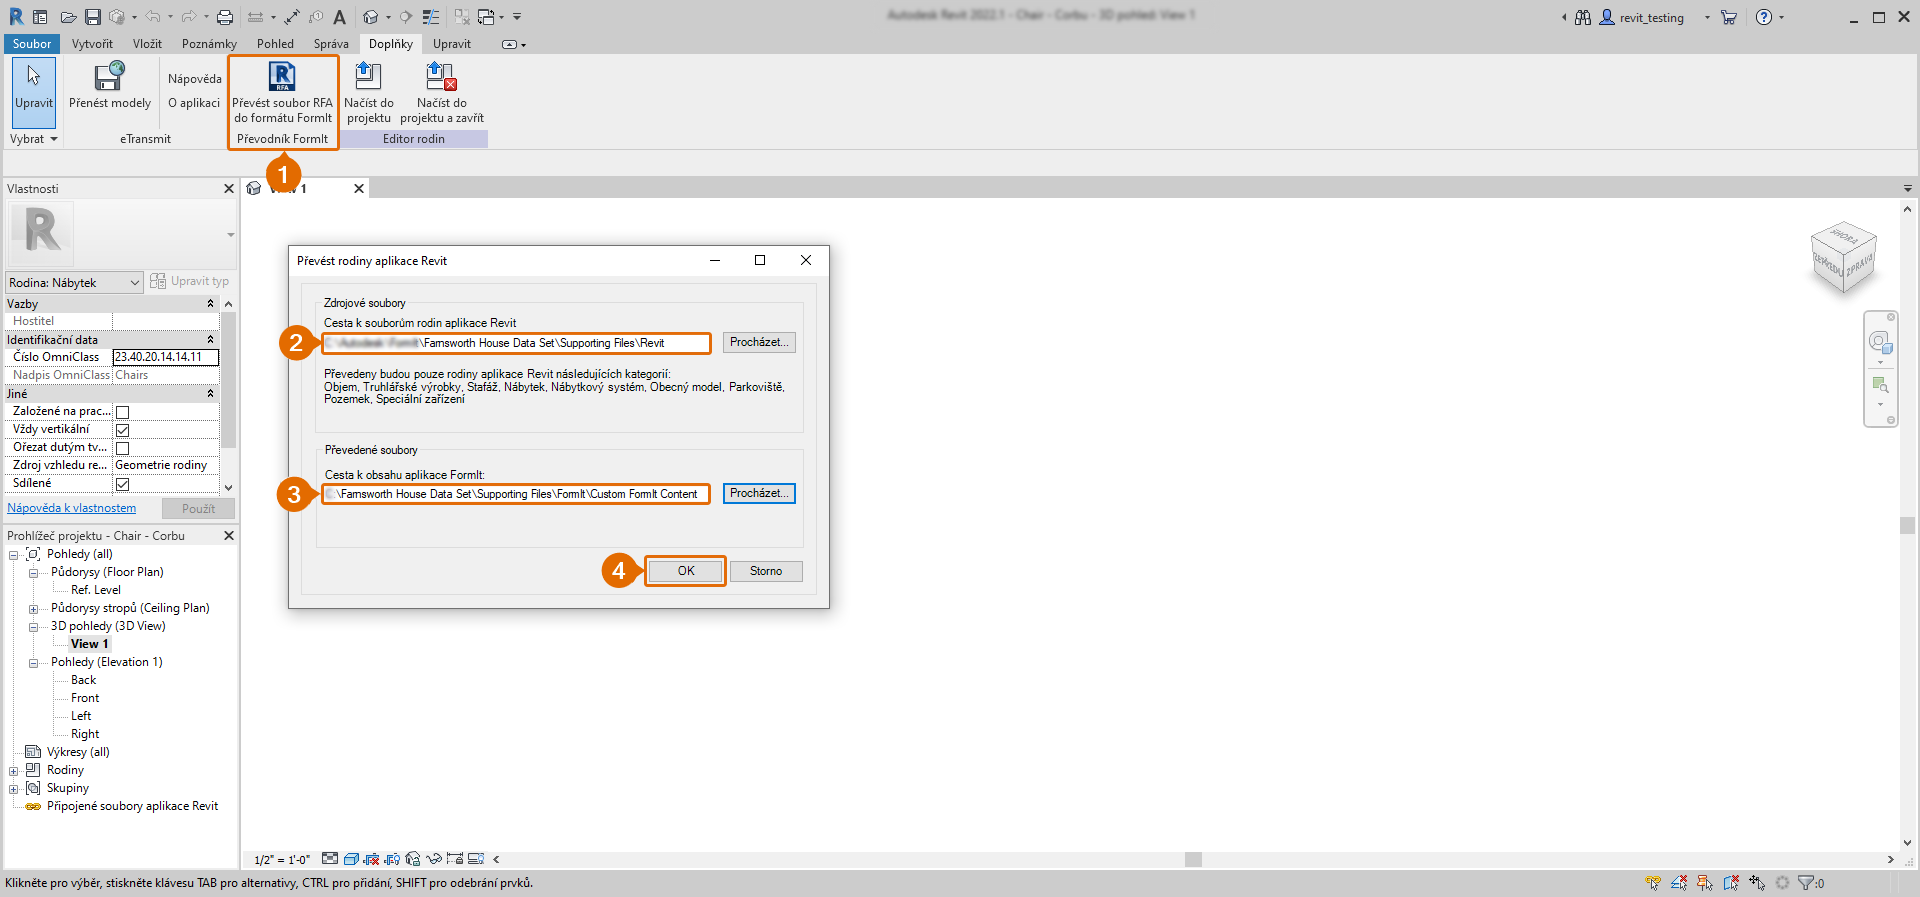 Autodesk Revit 2022.1 - Chair - Corbu - 3D pohled: View 1
revit_testing
Soubor
Vytvořit
Vložit
Poznámky
Pohled
Správa
Doplňky
Upravit
Upravit
Vybrat
Přenést modely
Nápověda
O aplikaci
eTransmit
RFA
Převést soubor RFA
do formátu FormIt
Převodník FormIt
Načíst do
projektu
Načíst do
projektu a zavřít
Editor rodin
1
Vlastnosti
Rodina: Nábytek
Upravit typ
Vazby
Hostitel
Identifikační data
Číslo OmniClass 23.40.20.14.14.11
Nadpis OmniClass Chairs
Jiné
Založené na prac...
Vždy vertikální
Ořezat dutým tv...
Zdroj vzhledu re... Geometrie rodiny
Sdílené
Nápověda k vlastnostem
Použít
Prohlížeč projektu - Chair - Corbu
Pohledy (all)
Půdorysy (Floor Plan)
Ref. Level
Půdorysy stropů (Ceiling Plan)
3D pohledy (3D View)
View 1
Pohledy (Elevation 1)
Back
Front
Left
Right
Výkresy (all)
Rodiny
Skupiny
Připojené soubory aplikace Revit
Převést rodiny aplikace Revit
Zdrojové soubory
Cesta k souborům rodin aplikace Revit
2
C:\Autodesk\FormIt\Farnsworth House Data Set\Supporting Files\Revit
Procházet...
Převedeny budou pouze rodiny aplikace Revit následujících kategorií:
Objem, Truhlářské výrobky, Stafáž, Nábytek, Nábytkový systém, Obecný model, Parkoviště,
Pozemek, Speciální zařízení
Převedené soubory
Cesta k obsahu aplikace FormIt:
3
\Farnsworth House Data Set\Supporting Files\FormIt\Custom FormIt Content
Procházet...
4
OK
Storno
SHORA
ZEPŘEDU
ZPRAVA
1/2" = 1'-0"
Klikněte pro výběr, stiskněte klávesu TAB pro alternativy, CTRL pro přidání, SHIFT pro odebrání prvků.
:0